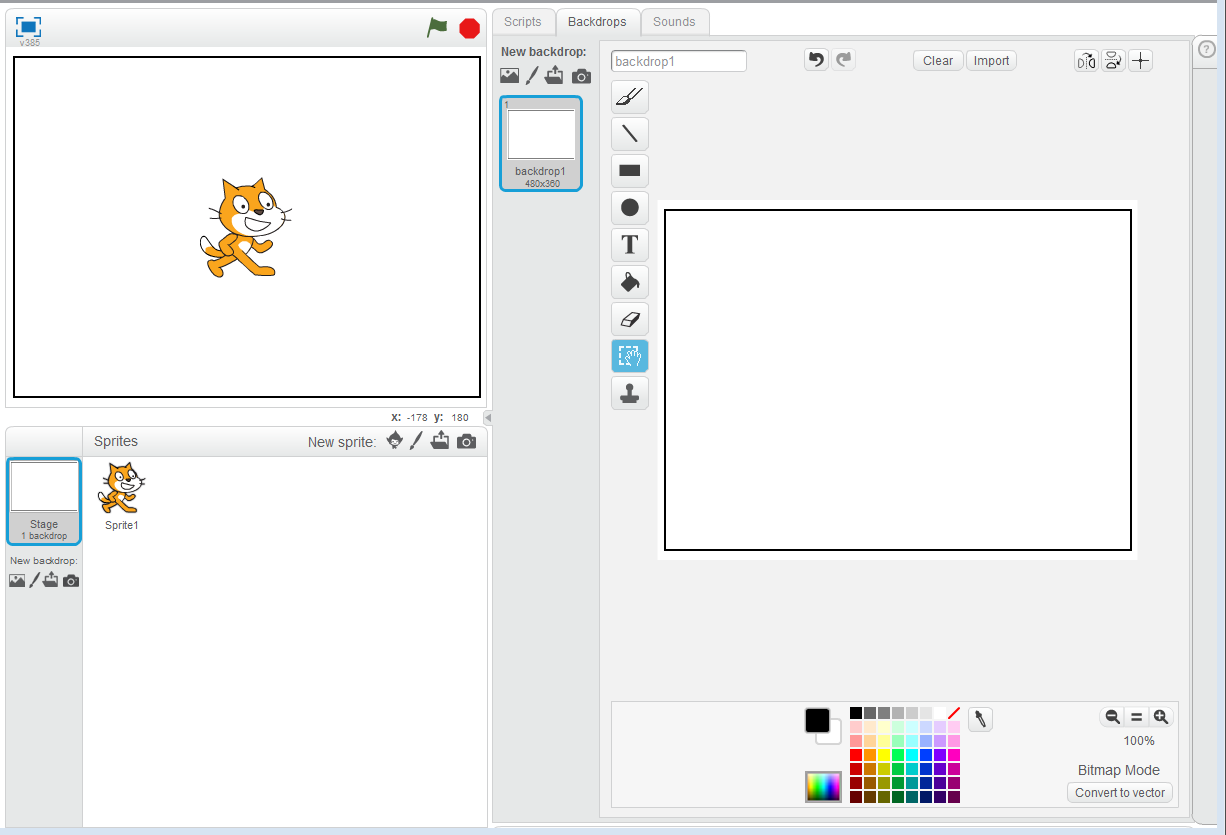 v385
Scripts
Backdrops
Sounds
New backdrop:
1
backdrop1
480x360
backdrop1
Clear
Import
?
T
x: -178 y: 180
Sprites
New sprite:
Stage
1 backdrop
New backdrop:
Sprite1
100%
Bitmap Mode
Convert to vector